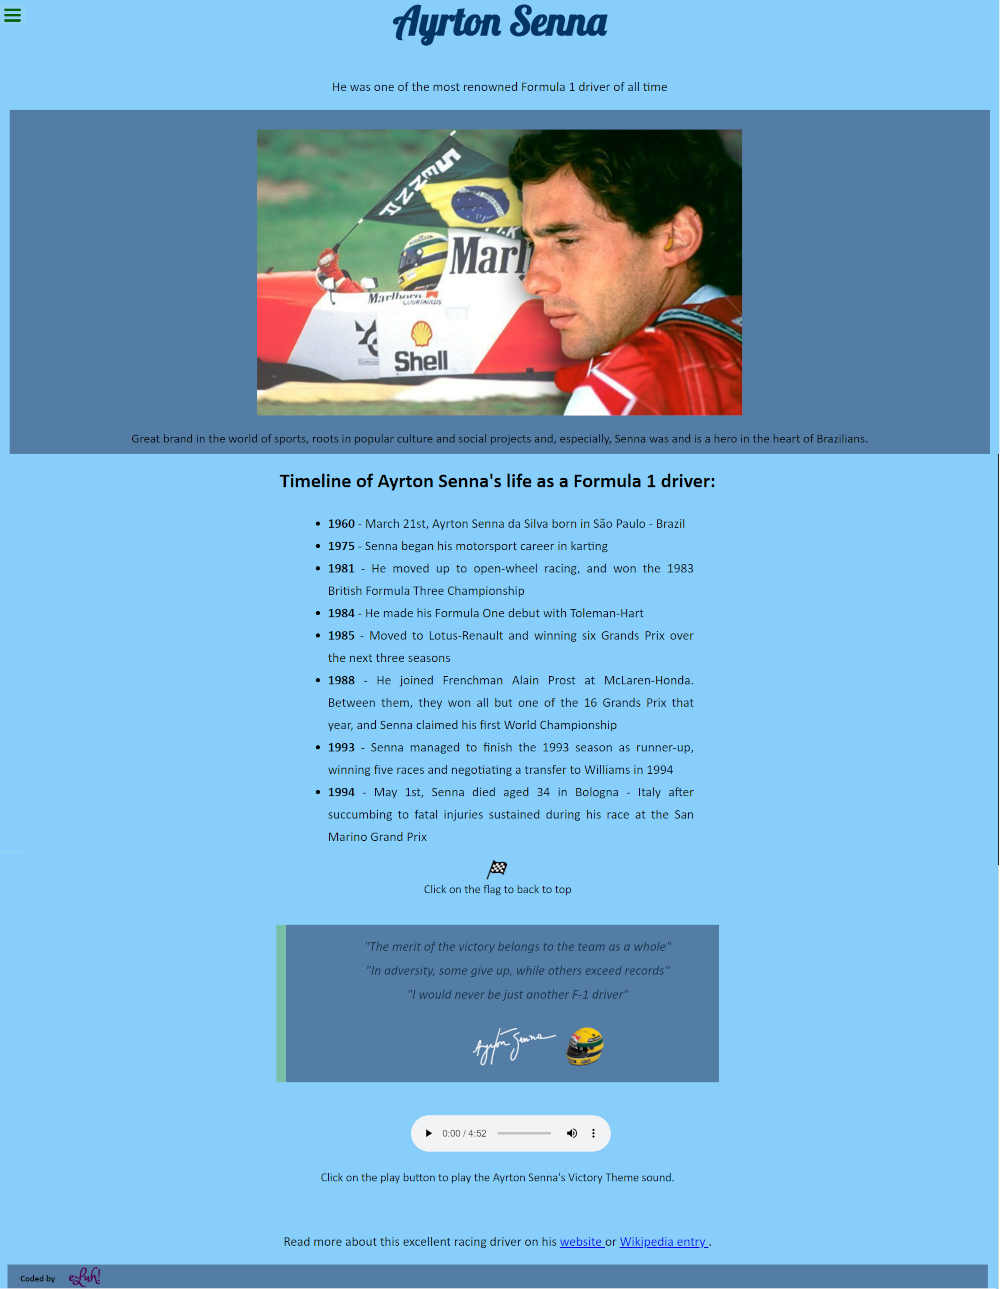 Ayrton Senna
He was one of the most renowned Formula 1 driver of all time
SENNA
Marl
Marlboro
COURTAULDS
Shell
Great brand in the world of sports, roots in popular culture and social projects and, especially, Senna was and is a hero in the heart of Brazilians.
Timeline of Ayrton Senna's life as a Formula 1 driver:
• 1960 - March 21st, Ayrton Senna da Silva born in São Paulo - Brazil
• 1975 - Senna began his motorsport career in karting
• 1981 - He moved up to open-wheel racing, and won the 1983
British Formula Three Championship
• 1984 - He made his Formula One debut with Toleman-Hart
• 1985 - Moved to Lotus-Renault and winning six Grands Prix over
the next three seasons
• 1988 - He joined Frenchman Alain Prost at McLaren-Honda.
Between them, they won all but one of the 16 Grands Prix that
year, and Senna claimed his first World Championship
• 1993 - Senna managed to finish the 1993 season as runner-up,
winning five races and negotiating a transfer to Williams in 1994
• 1994 - May 1st, Senna died aged 34 in Bologna - Italy after
succumbing to fatal injuries sustained during his race at the San
Marino Grand Prix
Click on the flag to back to top
"The merit of the victory belongs to the team as a whole"
"In adversity, some give up, while others exceed records"
"I would never be just another F-1 driver"
Ayrton Senna
0:00 / 4:52
Click on the play button to play the Ayrton Senna's Victory Theme sound.
Read more about this excellent racing driver on his website or Wikipedia entry .
Coded by eLuh!